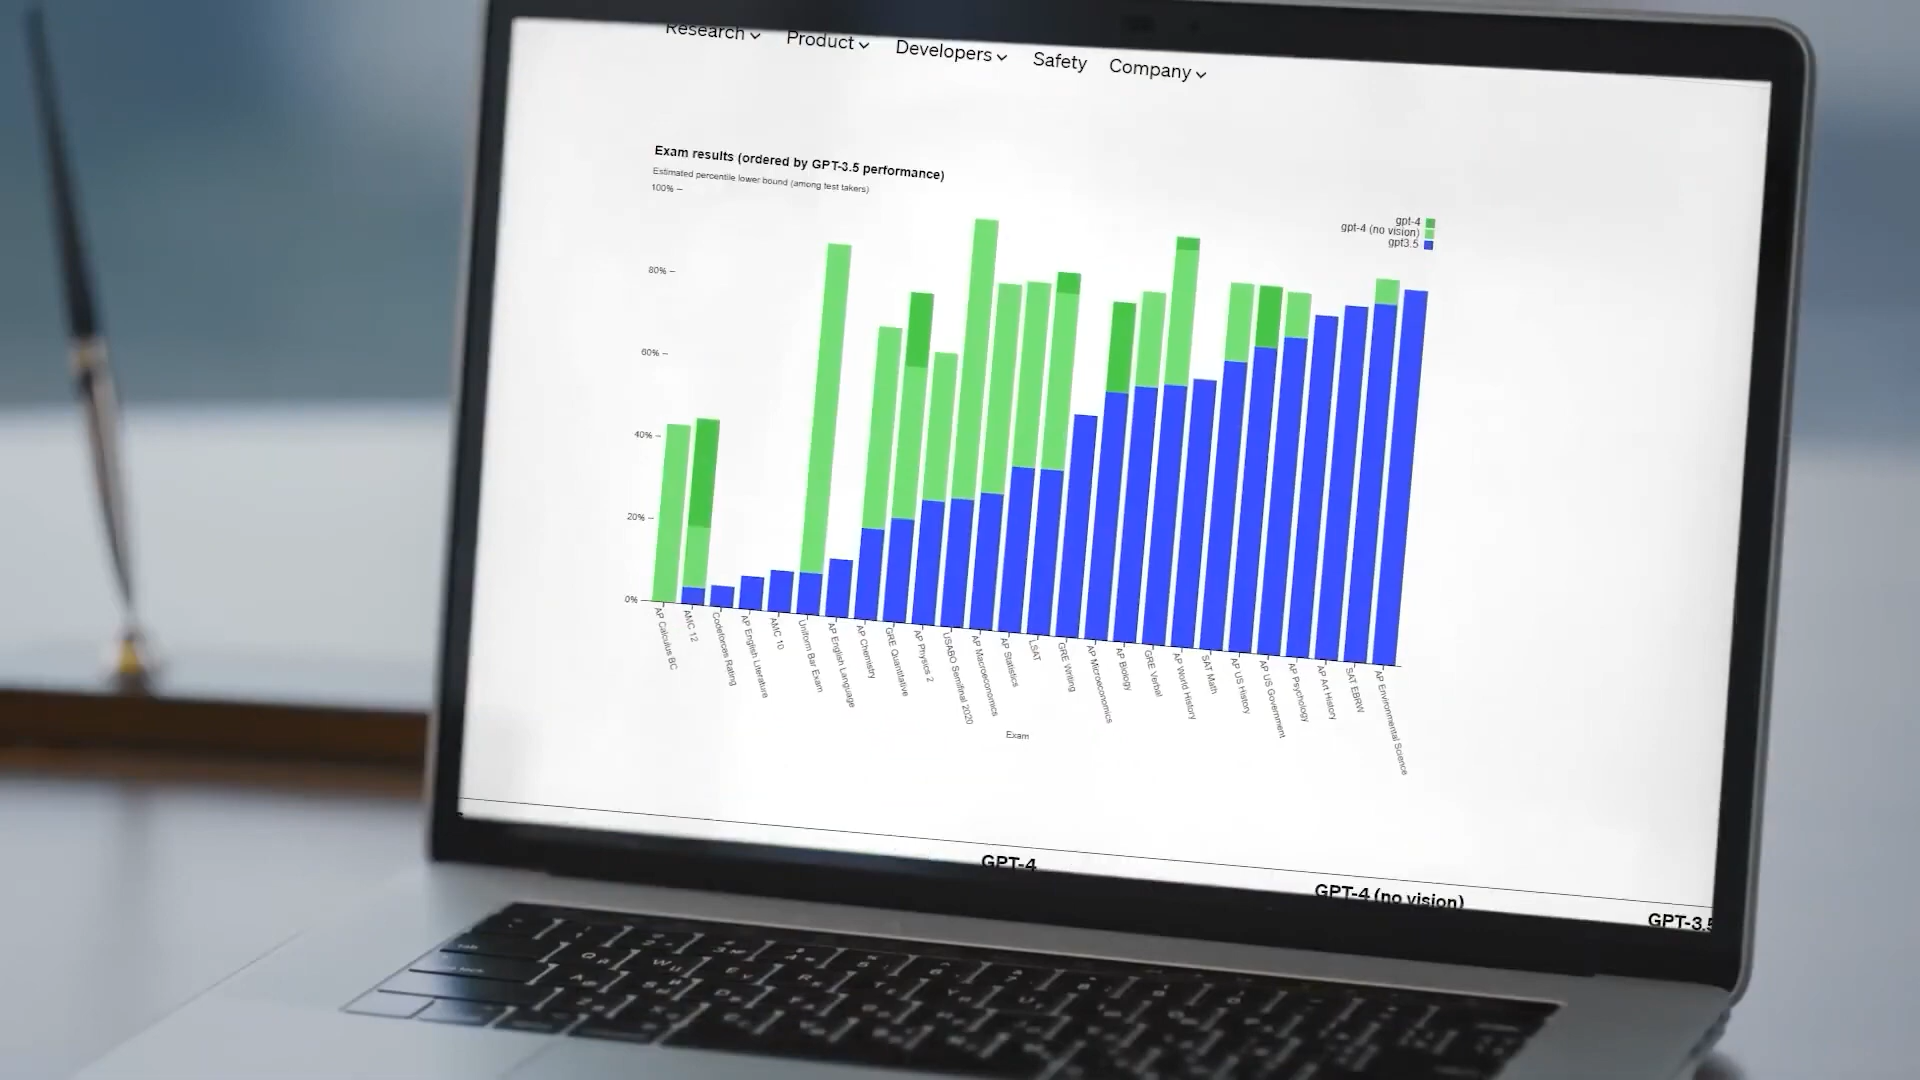 Research
Product
Developers
Safety
Company
Exam results (ordered by GPT-3.5 performance)
Estimated percentile lower bound (among test takers)
100%
80%
60%
40%
20%
0%
gpt-4
gpt-4 (no vision)
gpt3.5
AP Calculus BC
AMC 12
Codeforces Rating
AP English Literature
AMC 10
Uniform Bar Exam
AP English Language
AP Chemistry
GRE Quantitative
AP Physics 2
USABO Semifinal 2020
AP Macroeconomics
AP Statistics
LSAT
GRE Writing
AP Microeconomics
AP Biology
GRE Verbal
AP World History
SAT Math
AP US History
AP US Government
AP Psychology
AP Art History
SAT EBRW
AP Environmental Science
Exam
GPT-4
GPT-4 (no vision)
GPT-3.5
tab